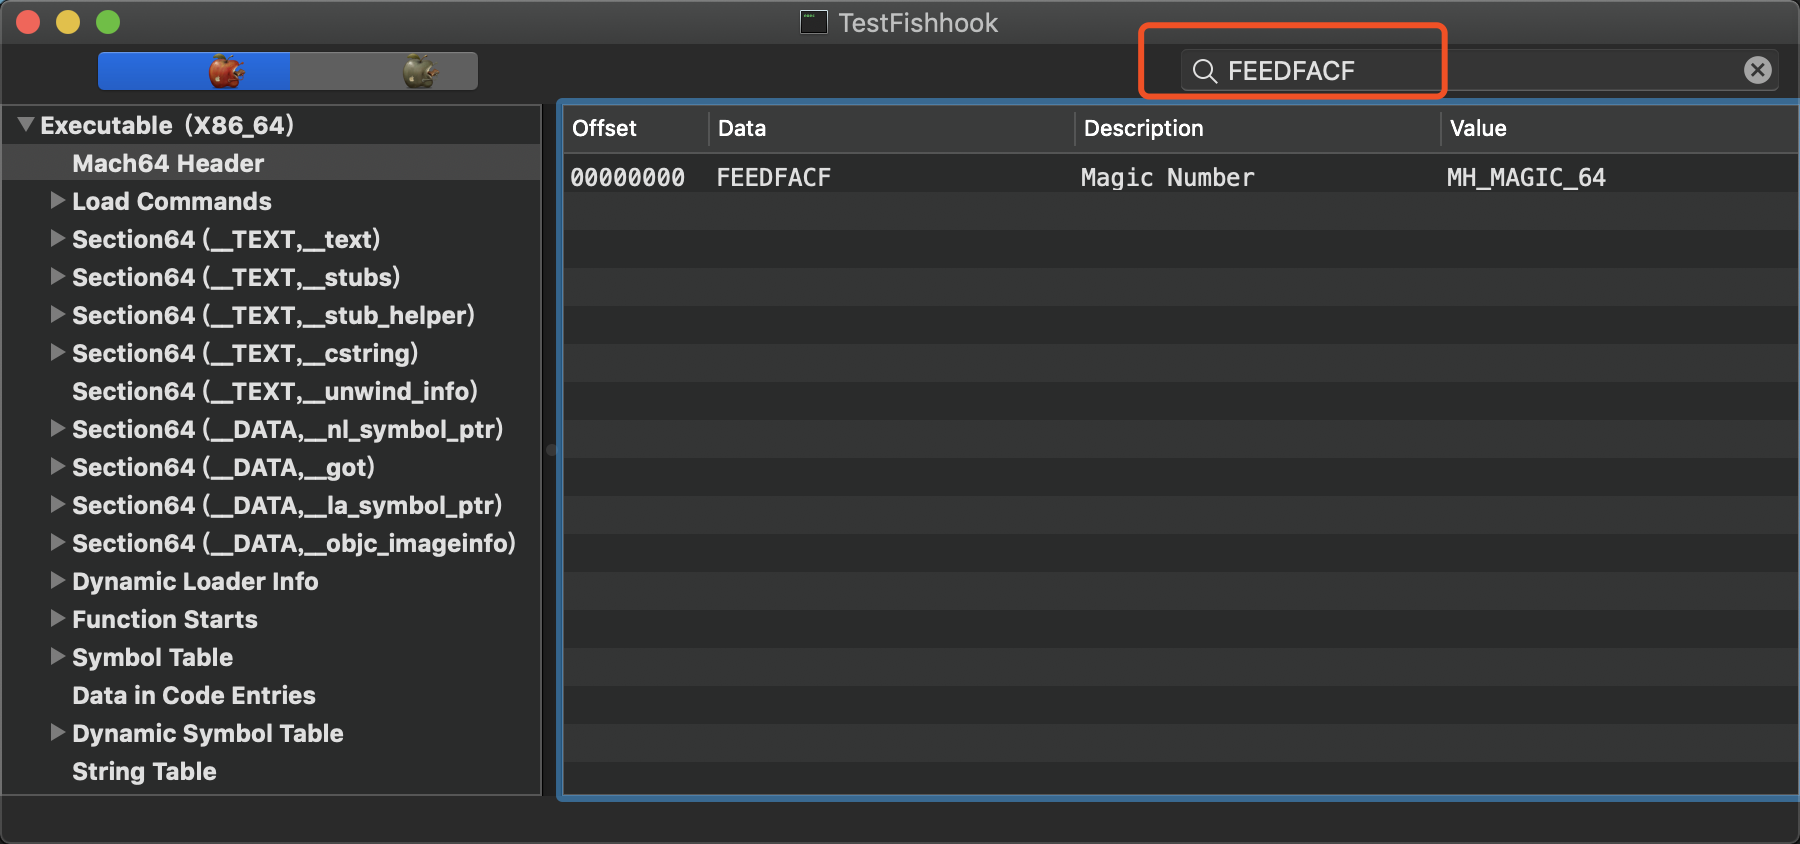 TestFishhook
FEEDFACF
Executable (X86_64)
Mach64 Header
Load Commands
Section64 (__TEXT,__text)
Section64 (__TEXT,__stubs)
Section64 (__TEXT,__stub_helper)
Section64 (__TEXT,__cstring)
Section64 (__TEXT,__unwind_info)
Section64 (__DATA,__nl_symbol_ptr)
Section64 (__DATA,__got)
Section64 (__DATA,__la_symbol_ptr)
Section64 (__DATA,__objc_imageinfo)
Dynamic Loader Info
Function Starts
Symbol Table
Data in Code Entries
Dynamic Symbol Table
String Table
Offset Data Description Value
00000000 FEEDFACF Magic Number MH_MAGIC_64